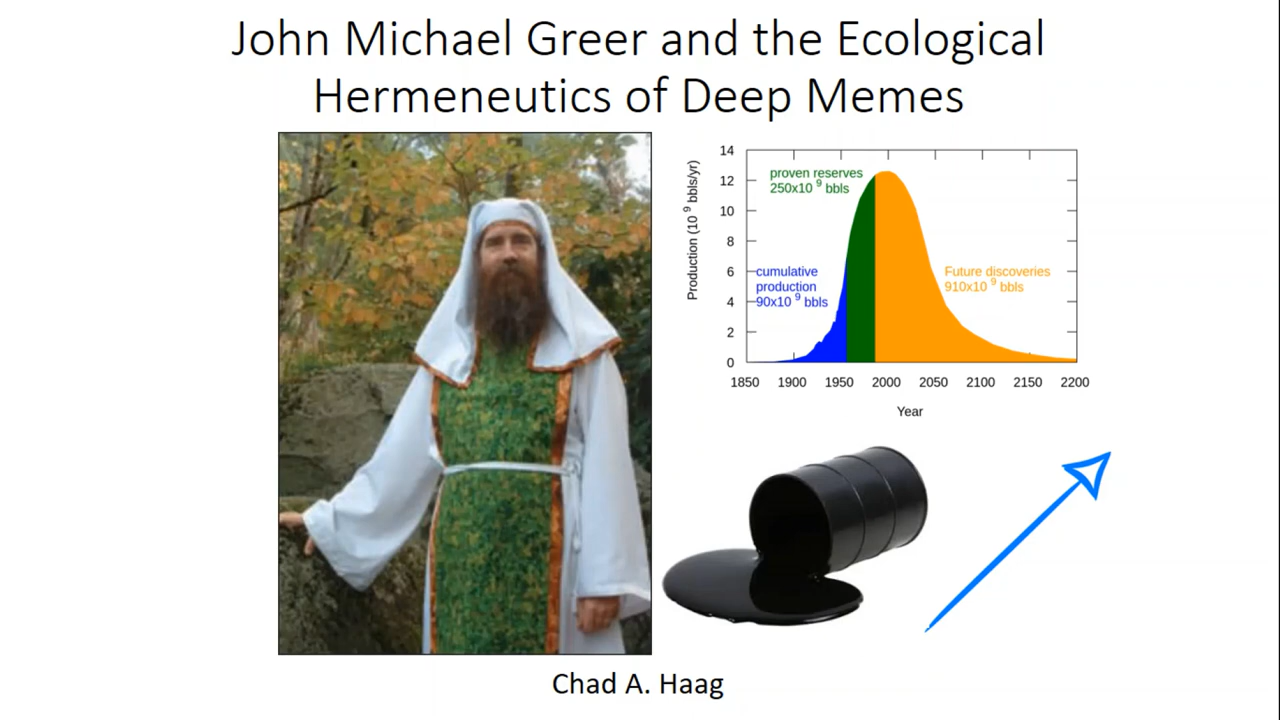 John Michael Greer and the Ecological
Hermeneutics of Deep Memes
14
12
10
8
6
4
2
0
Production (10 9 bbls/yr)
proven reserves
250x10 9 bbls
cumulative
production
90x10 9 bbls
Future discoveries
910x10 9 bbls
1850 1900 1950 2000 2050 2100 2150 2200
Year
Chad A. Haag